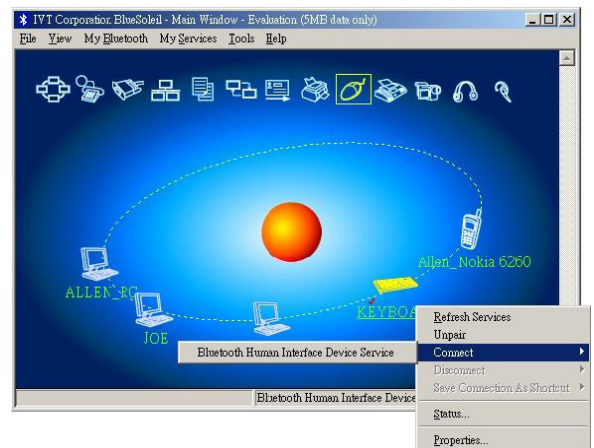 IVT Corporation BlueSoleil - Main Window - Evaluation (5MB data only)
File View My Bluetooth My Services Tools Help
Allen_Nokia 6260
ALLEN_PC
KEYBOA
JOE
Refresh Services
Unpair
Connect
Bluetooth Human Interface Device Service
Disconnect
Save Connection As Shortcut
Bluetooth Human Interface Device
Status...
Properties...